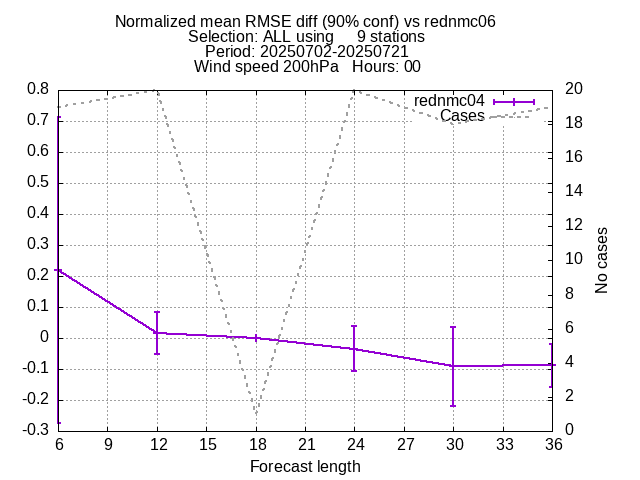 Normalized mean RMSE diff (90% conf) vs rednmc06
Selection: ALL using     9 stations
Period: 20250702-20250721
Wind speed 200hPa   Hours: 00
rednmc04
Cases
0.8
0.7
0.6
0.5
0.4
0.3
0.2
0.1
0
-0.1
-0.2
-0.3
20
18
16
14
12
10
8
6
4
2
0
No cases
6 9 12 15 18 21 24 27 30 33 36
Forecast length